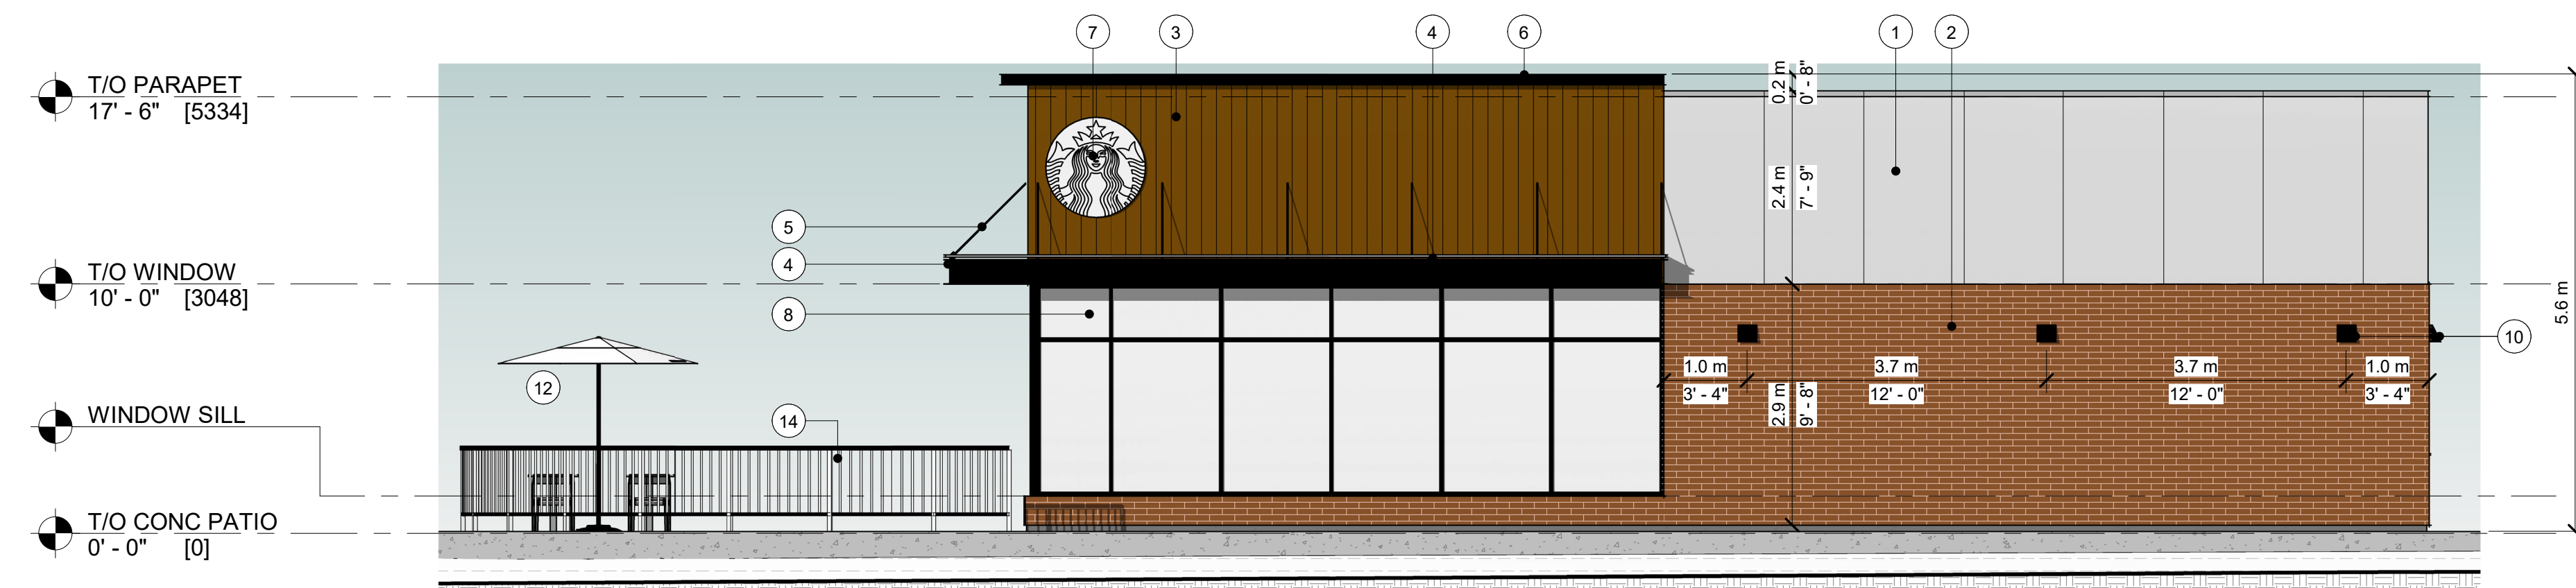 7 3 4 6 1 2
T/O PARAPET
17' - 6" [5334]
0.2 m
0' - 8"
2.4 m
7' - 9"
5
4
T/O WINDOW
10' - 0" [3048]
8
5.6 m
10
12
1.0 m 3.7 m 3.7 m 1.0 m
3' - 4" 12' - 0" 12' - 0" 3' - 4"
2.9 m
9' - 8"
WINDOW SILL
14
T/O CONC PATIO
0' - 0" [0]